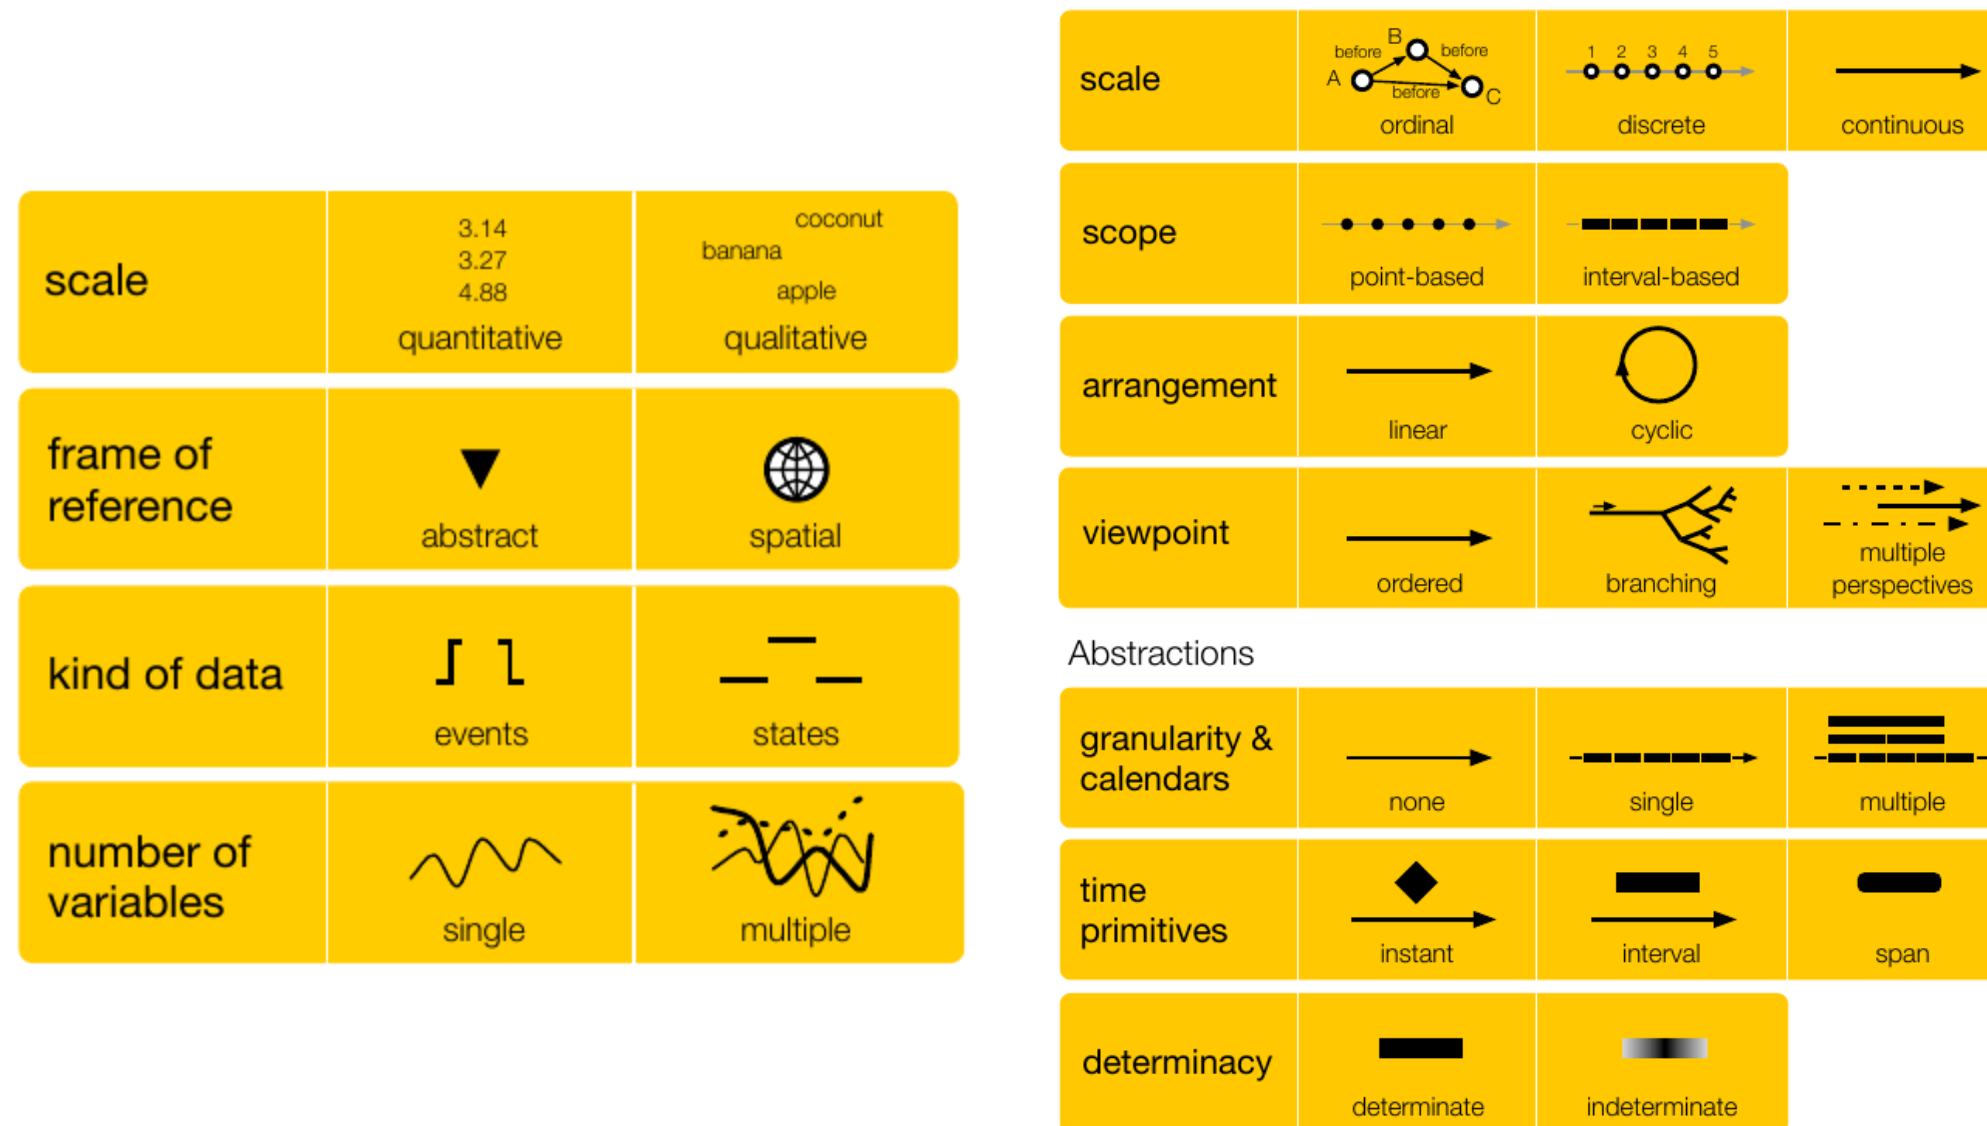 scale
3.14
3.27
4.88
quantitative
coconut
banana
apple
qualitative
frame of
reference
abstract
spatial
kind of data
events
states
number of
variables
single
multiple
scale
B
before
before
A
before
C
ordinal
1 2 3 4 5
discrete
continuous
scope
point-based
interval-based
arrangement
linear
cyclic
viewpoint
ordered
branching
multiple
perspectives
Abstractions
granularity &
calendars
none
single
multiple
time
primitives
instant
interval
span
determinacy
determinate
indeterminate